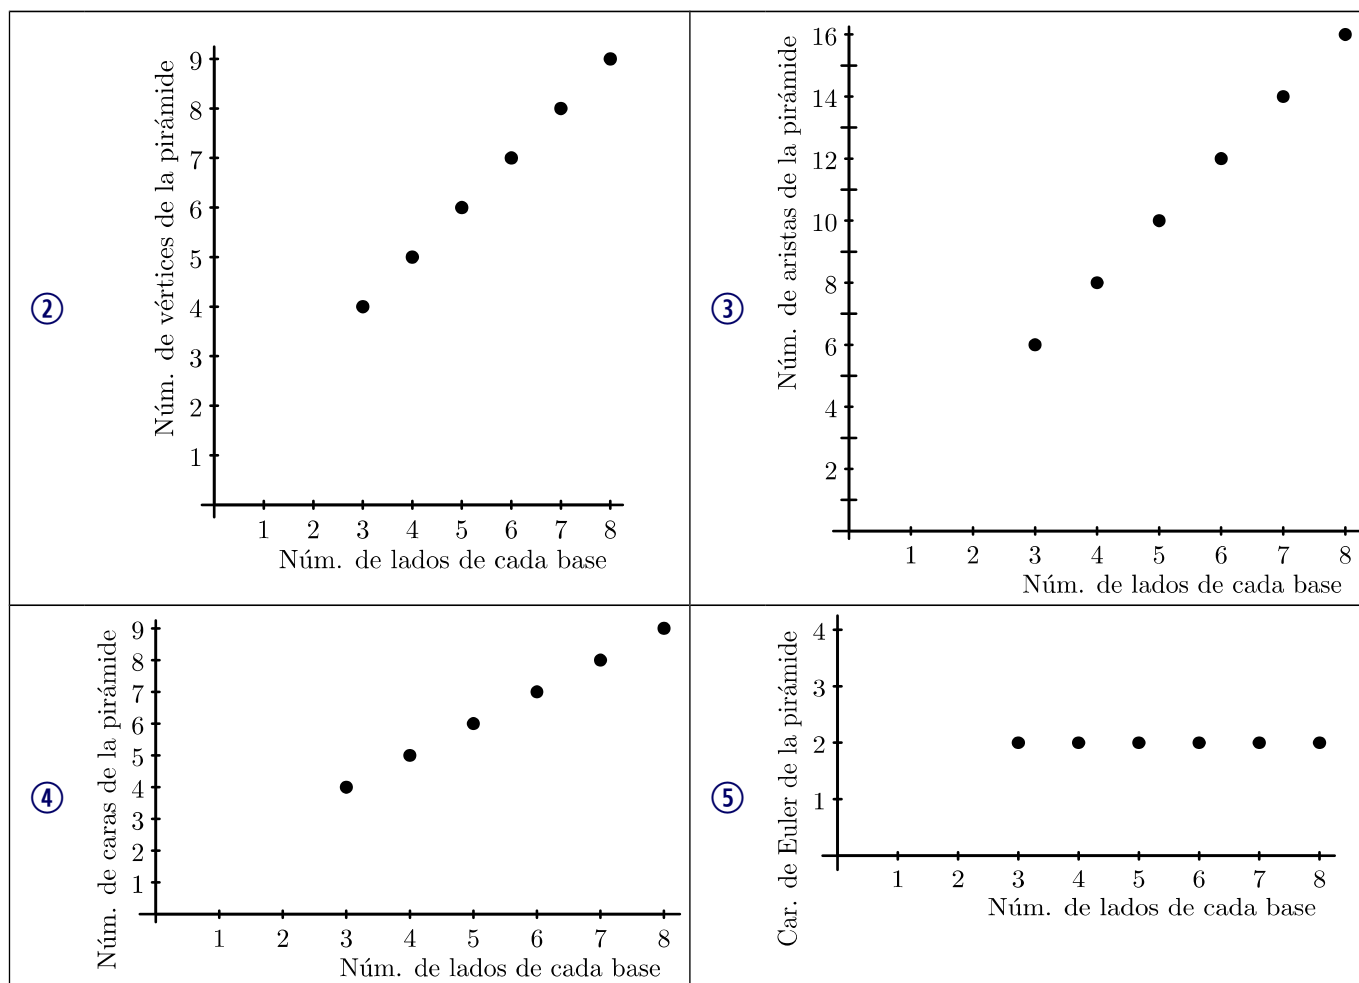 ②
Núm. de vértices de la pirámide
9
8
7
6
5
4
3
2
1
1 2 3 4 5 6 7 8
Núm. de lados de cada base
③
Núm. de aristas de la pirámide
16
14
12
10
8
6
4
2
1 2 3 4 5 6 7 8
Núm. de lados de cada base
④
Núm. de caras de la pirámide
9
8
7
6
5
4
3
2
1
1 2 3 4 5 6 7 8
Núm. de lados de cada base
⑤
Car. de Euler de la pirámide
4
3
2
1
1 2 3 4 5 6 7 8
Núm. de lados de cada base